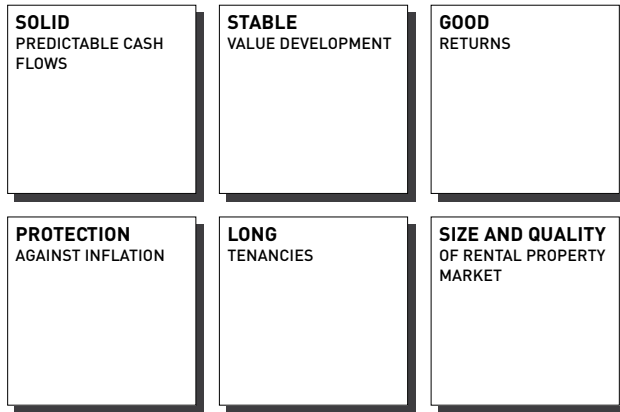 SOLID
PREDICTABLE CASH
FLOWS
STABLE
VALUE DEVELOPMENT
GOOD
RETURNS
PROTECTION
AGAINST INFLATION
LONG
TENANCIES
SIZE AND QUALITY
OF RENTAL PROPERTY
MARKET